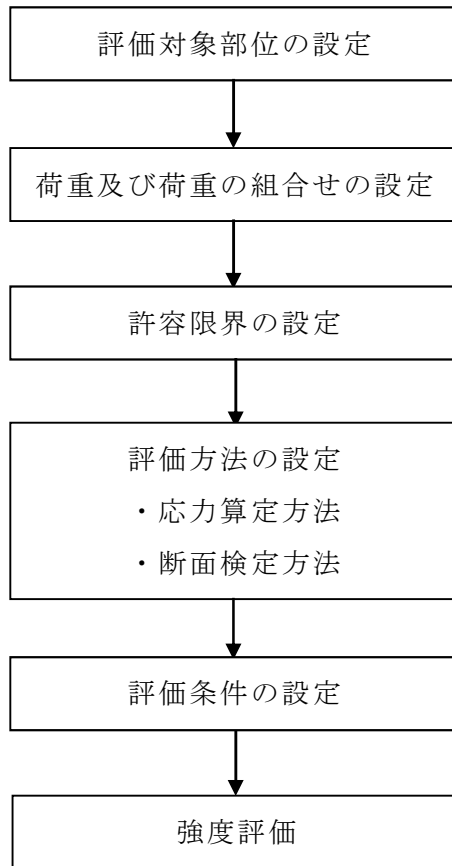 評価対象部位の設定
荷重及び荷重の組合せの設定
許容限界の設定
評価方法の設定
・応力算定方法
・断面検定方法
評価条件の設定
強度評価